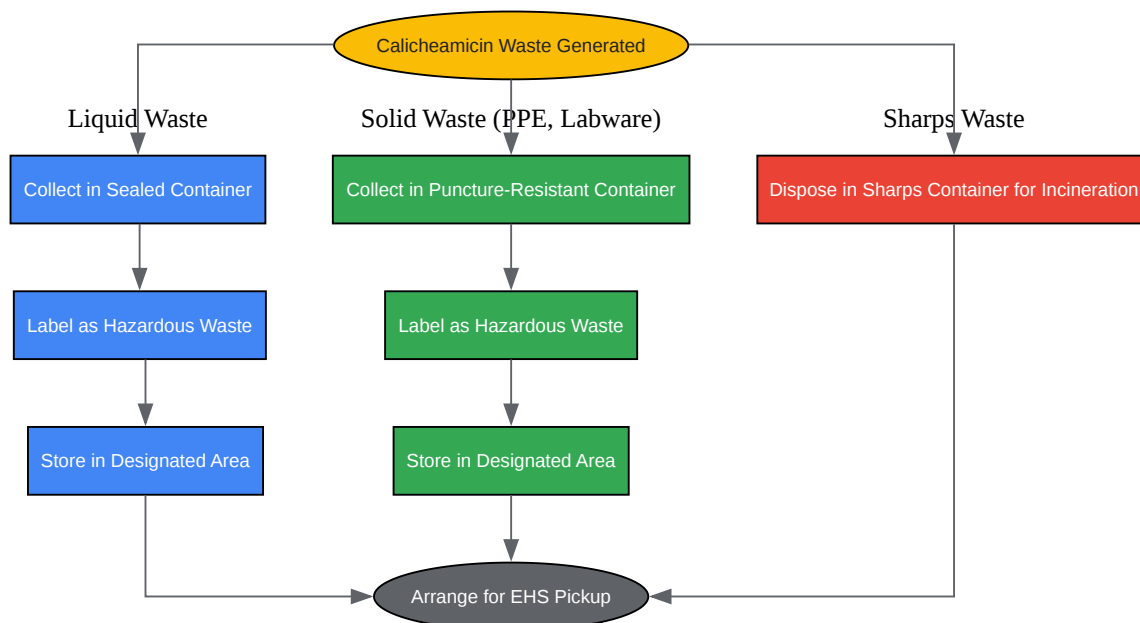 Calicheamicin Waste Generated
Liquid Waste
Solid Waste (PPE, Labware)
Sharps Waste
Collect in Sealed Container
Collect in Puncture-Resistant Container
Dispose in Sharps Container for Incineration
Label as Hazardous Waste
Label as Hazardous Waste
Store in Designated Area
Store in Designated Area
Arrange for EHS Pickup